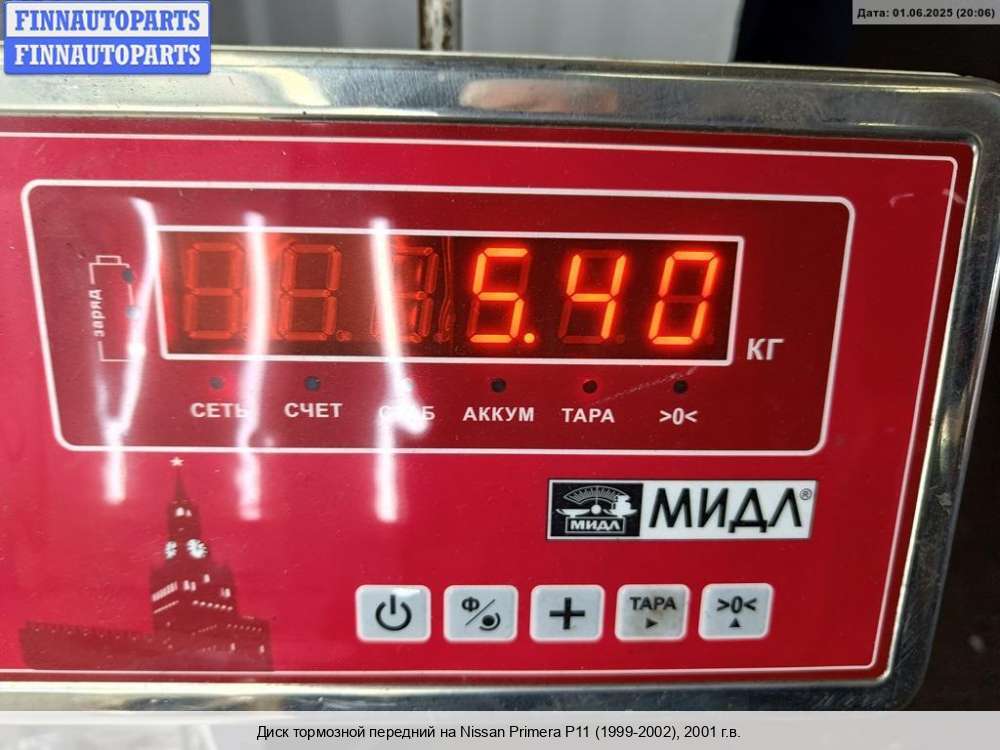 FINNAUTOPARTS
FINNAUTOPARTS
Дата: 01.06.2025 (20:06)
заряд
5.40
КГ
СЕТЬ СЧЕТ АККУМ ТАРА >0<
МИДЛ МИДЛ®
Ф ТАРА >0<
Диск тормозной передний на Nissan Primera P11 (1999-2002), 2001 г.в.